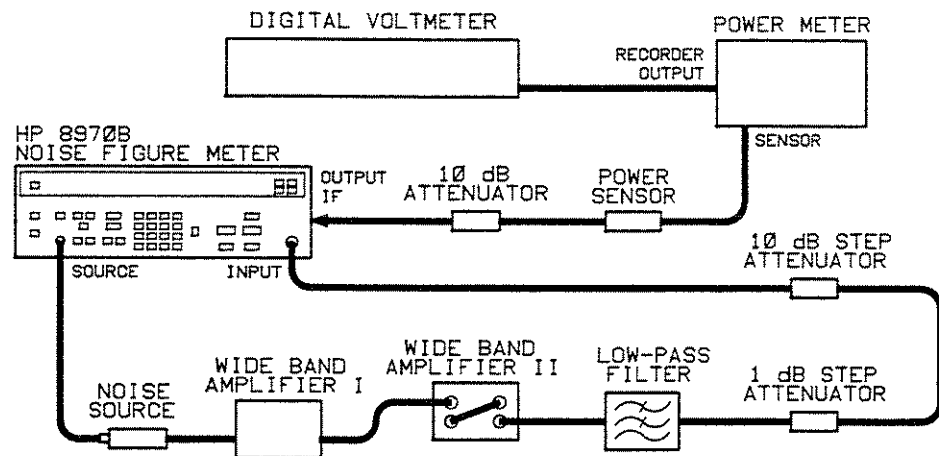 DIGITAL VOLTMETER
POWER METER
RECORDER
OUTPUT
SENSOR
HP 8970B
NOISE FIGURE METER
OUTPUT
IF
10 dB
ATTENUATOR
POWER
SENSOR
SOURCE
INPUT
10 dB STEP
ATTENUATOR
WIDE BAND
AMPLIFIER I
WIDE BAND
AMPLIFIER II
LOW-PASS
FILTER
1 dB STEP
ATTENUATOR
NOISE
SOURCE